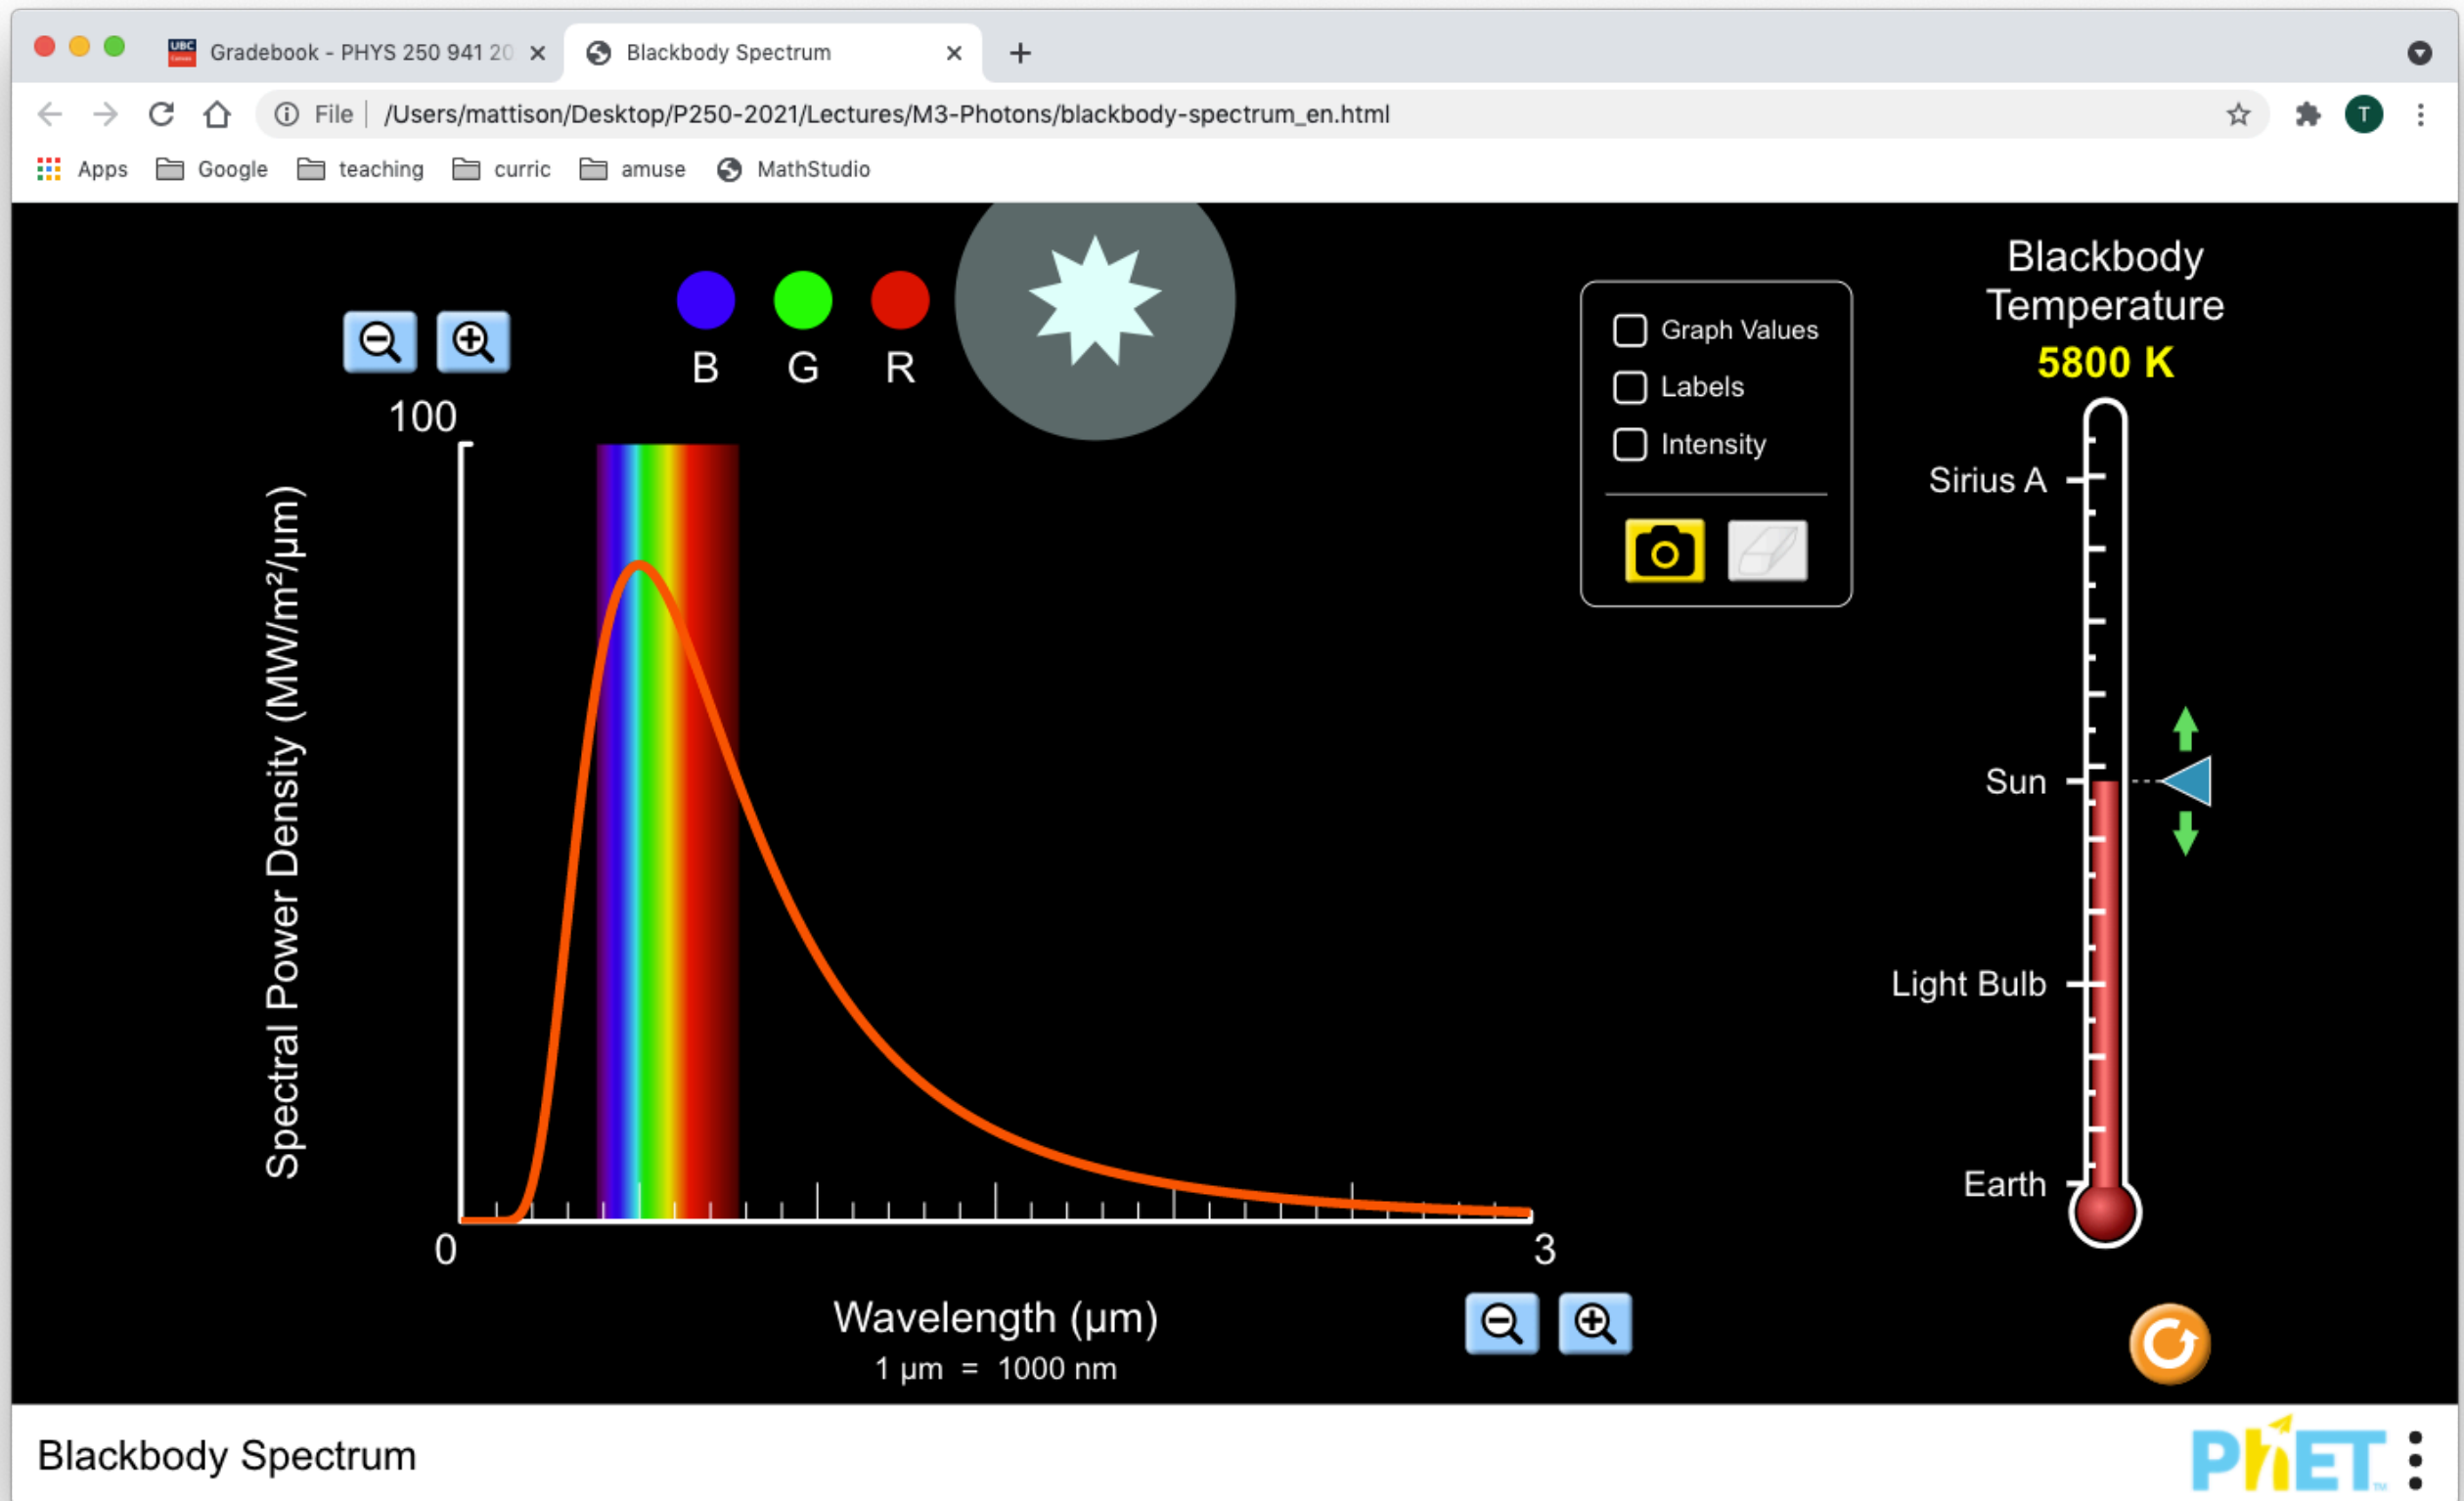 UBC
Gradebook - PHYS 250 941 20
Blackbody Spectrum
File
/Users/mattison/Desktop/P250-2021/Lectures/M3-Photons/blackbody-spectrum_en.html
T
Apps
Google
teaching
curric
amuse
MathStudio
B G R
100
Spectral Power Density (MW/m²/μm)
0
3
Wavelength (μm)
1 μm = 1000 nm
Graph Values
Labels
Intensity
Blackbody
Temperature
5800 K
Sirius A
Sun
Light Bulb
Earth
Blackbody Spectrum
PhET
TM